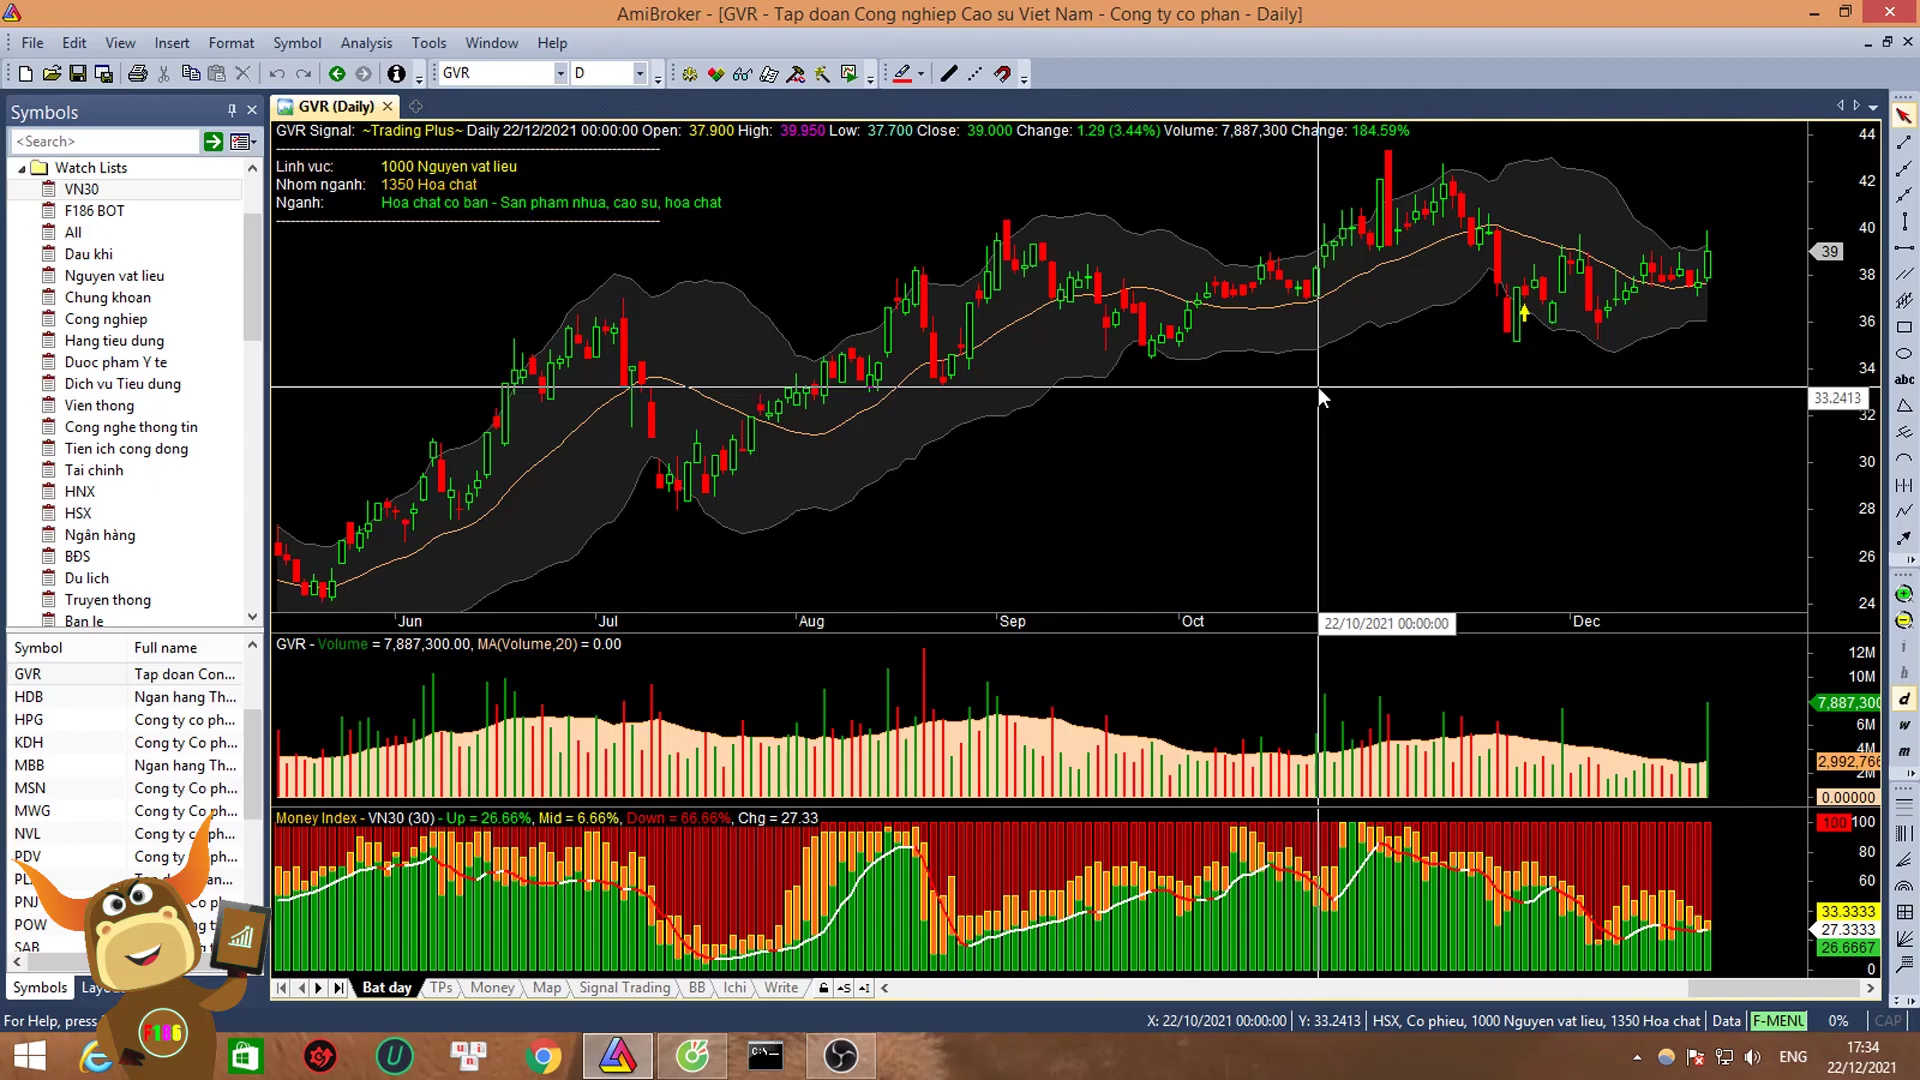 AmiBroker - [GVR - Tap doan Cong nghiep Cao su Viet Nam - Cong ty co phan - Daily]
File Edit View Insert Format Symbol Analysis Tools Window Help
GVR D
Symbols
GVR (Daily)
<Search>
GVR Signal: ~Trading Plus~ Daily 22/12/2021 00:00:00 Open: 37.900 High: 39.950 Low: 37.700 Close: 39.000 Change: 1.29 (3.44%) Volume: 7,887,300 Change: 184.59%
Linh vuc: 1000 Nguyen vat lieu
Nhom nganh: 1350 Hoa chat
Nganh: Hoa chat co ban - San pham nhua, cao su, hoa chat
Watch Lists
VN30
F186 BOT
All
Dau khi
Nguyen vat lieu
Chung khoan
Cong nghiep
Hang tieu dung
Duoc pham Y te
Dich vu Tieu dung
Vien thong
Cong nghe thong tin
Tien ich cong dong
Tai chinh
HNX
HSX
Ngân hàng
BĐS
Du lich
Truyen thong
Ban le
44
42
40
39
38
36
34
33.2413
32
30
28
26
24
abc
Jun Jul Aug Sep Oct 22/10/2021 00:00:00 Dec
Symbol Full name
GVR Tap doan Con...
HDB Ngan hang Th...
HPG Cong ty co ph...
KDH Cong ty Co ph...
MBB Ngan hang Th...
MSN Cong ty Co ph...
MWG Cong ty Co ph...
NVL Cong ty c ph...
PDV Cong ty ph...
PNJ Co ph...
POW
SAB
GVR - Volume = 7,887,300.00, MA(Volume,20) = 0.00
12M
10M
7,887,300
6M
4M
2,992,766
2M
0.00000
i
h
d
w
m
Money Index - VN30 (30) - Up = 26.66%, Mid = 6.66%, Down = 66.66%, Chg = 27.33
100 100
80
60
33.3333
27.3333
26.6667
0
Symbols
Bat day TPs Money Map Signal Trading BB Ichi Write
For Help, press
X: 22/10/2021 00:00:00 Y: 33.2413 HSX, Co phieu, 1000 Nguyen vat lieu, 1350 Hoa chat Data F-MENU 0% CAP
F186
ENG
17:34
22/12/2021